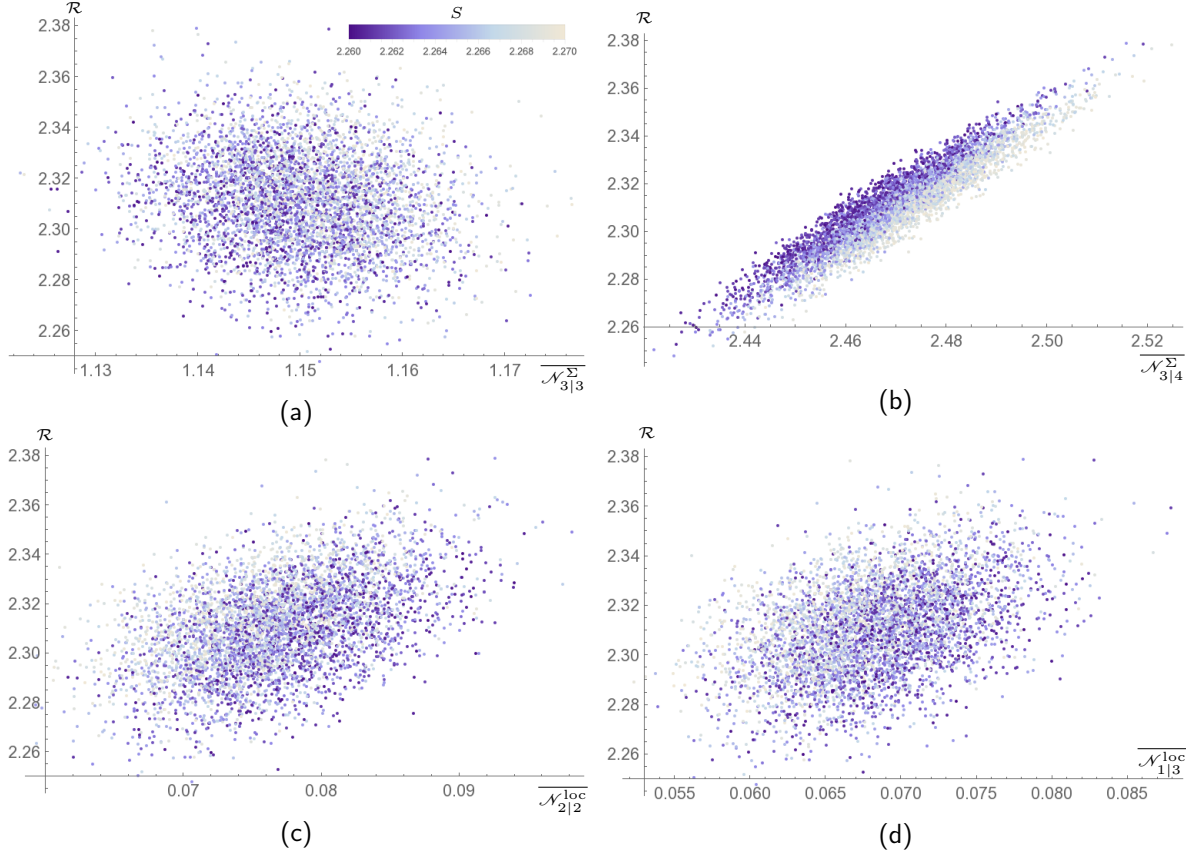 ℛ
S
2.260 2.262 2.264 2.266 2.268 2.270
2.38
2.36
2.34
2.32
2.30
2.28
2.26
1.13 1.14 1.15 1.16 1.17
$\overline{\mathcal{N}^{\Sigma}_{3|3}}$
(a)
ℛ
2.38
2.36
2.34
2.32
2.30
2.28
2.26
2.44 2.46 2.48 2.50 2.52
$\overline{\mathcal{N}^{\Sigma}_{3|4}}$
(b)
ℛ
2.38
2.36
2.34
2.32
2.30
2.28
2.26
0.07 0.08 0.09
$\overline{\mathcal{N}^{\mathrm{loc}}_{2|2}}$
(c)
ℛ
2.38
2.36
2.34
2.32
2.30
2.28
2.26
$\overline{\mathcal{N}^{\mathrm{loc}}_{1|3}}$
0.055 0.060 0.065 0.070 0.075 0.080 0.085
(d)